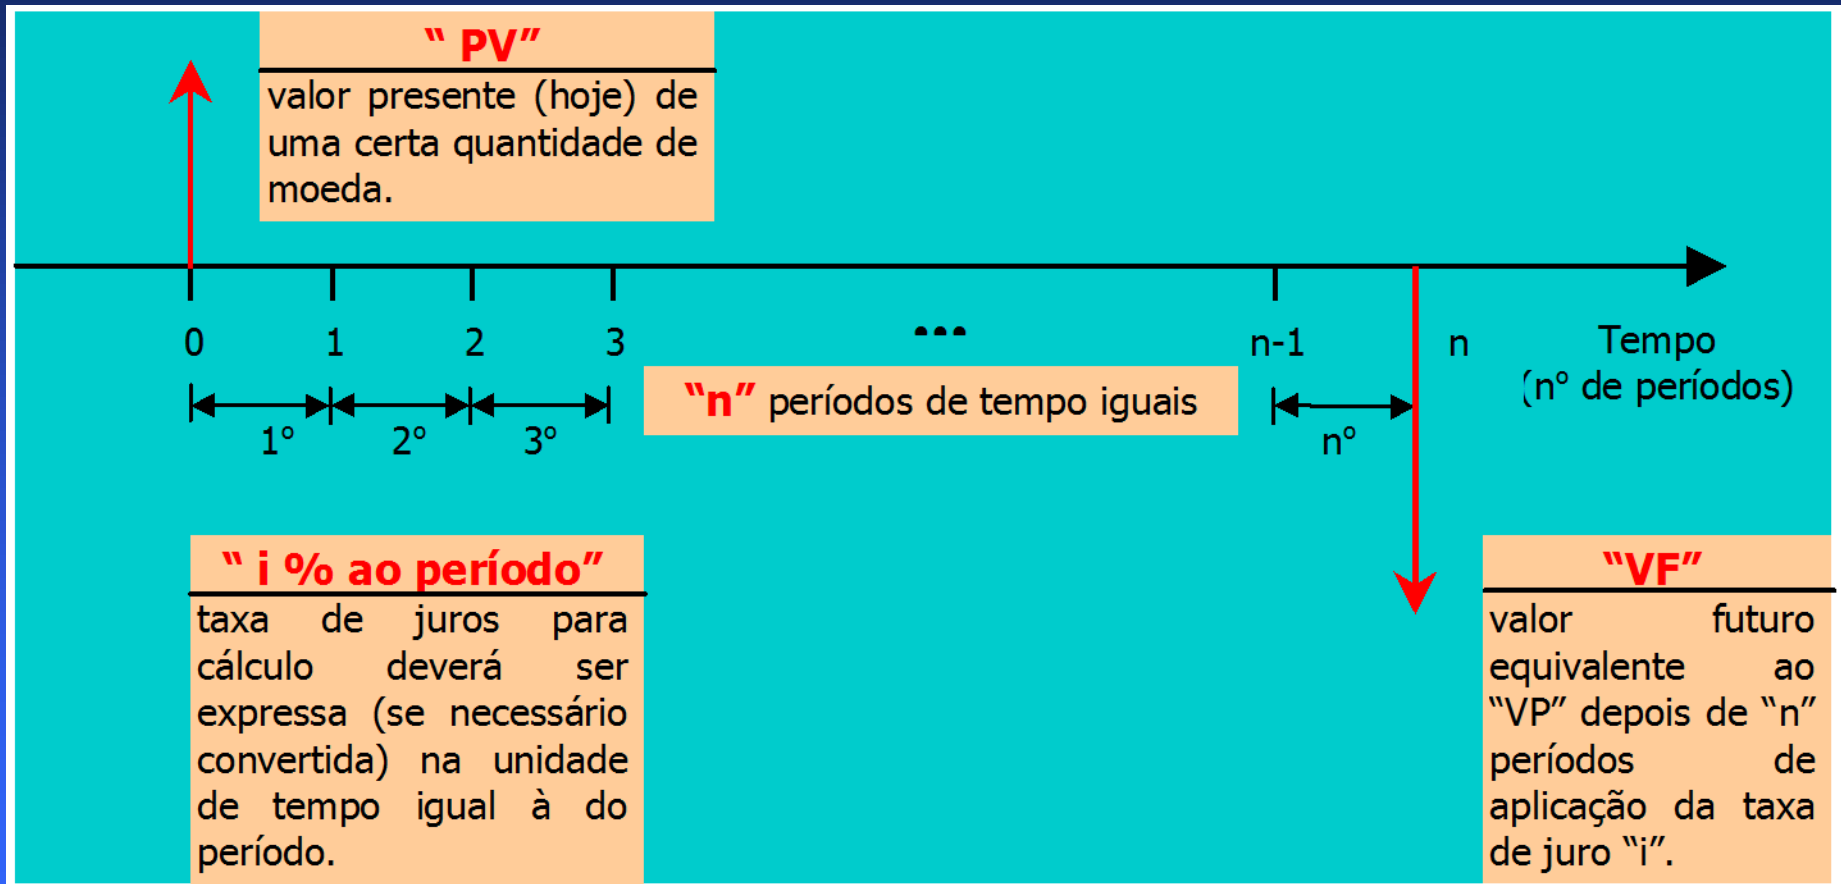 “ PV”
valor presente (hoje) de
uma certa quantidade de
moeda.
0 1 2 3 ... n-1 n Tempo
(nº de períodos)
“n” períodos de tempo iguais
1º 2º 3º nº
“ i % ao período”
taxa de juros para
cálculo deverá ser
expressa (se necessário
convertida) na unidade
de tempo igual à do
período.
“VF”
valor futuro
equivalente ao
“VP” depois de “n”
períodos de
aplicação da taxa
de juro “i”.